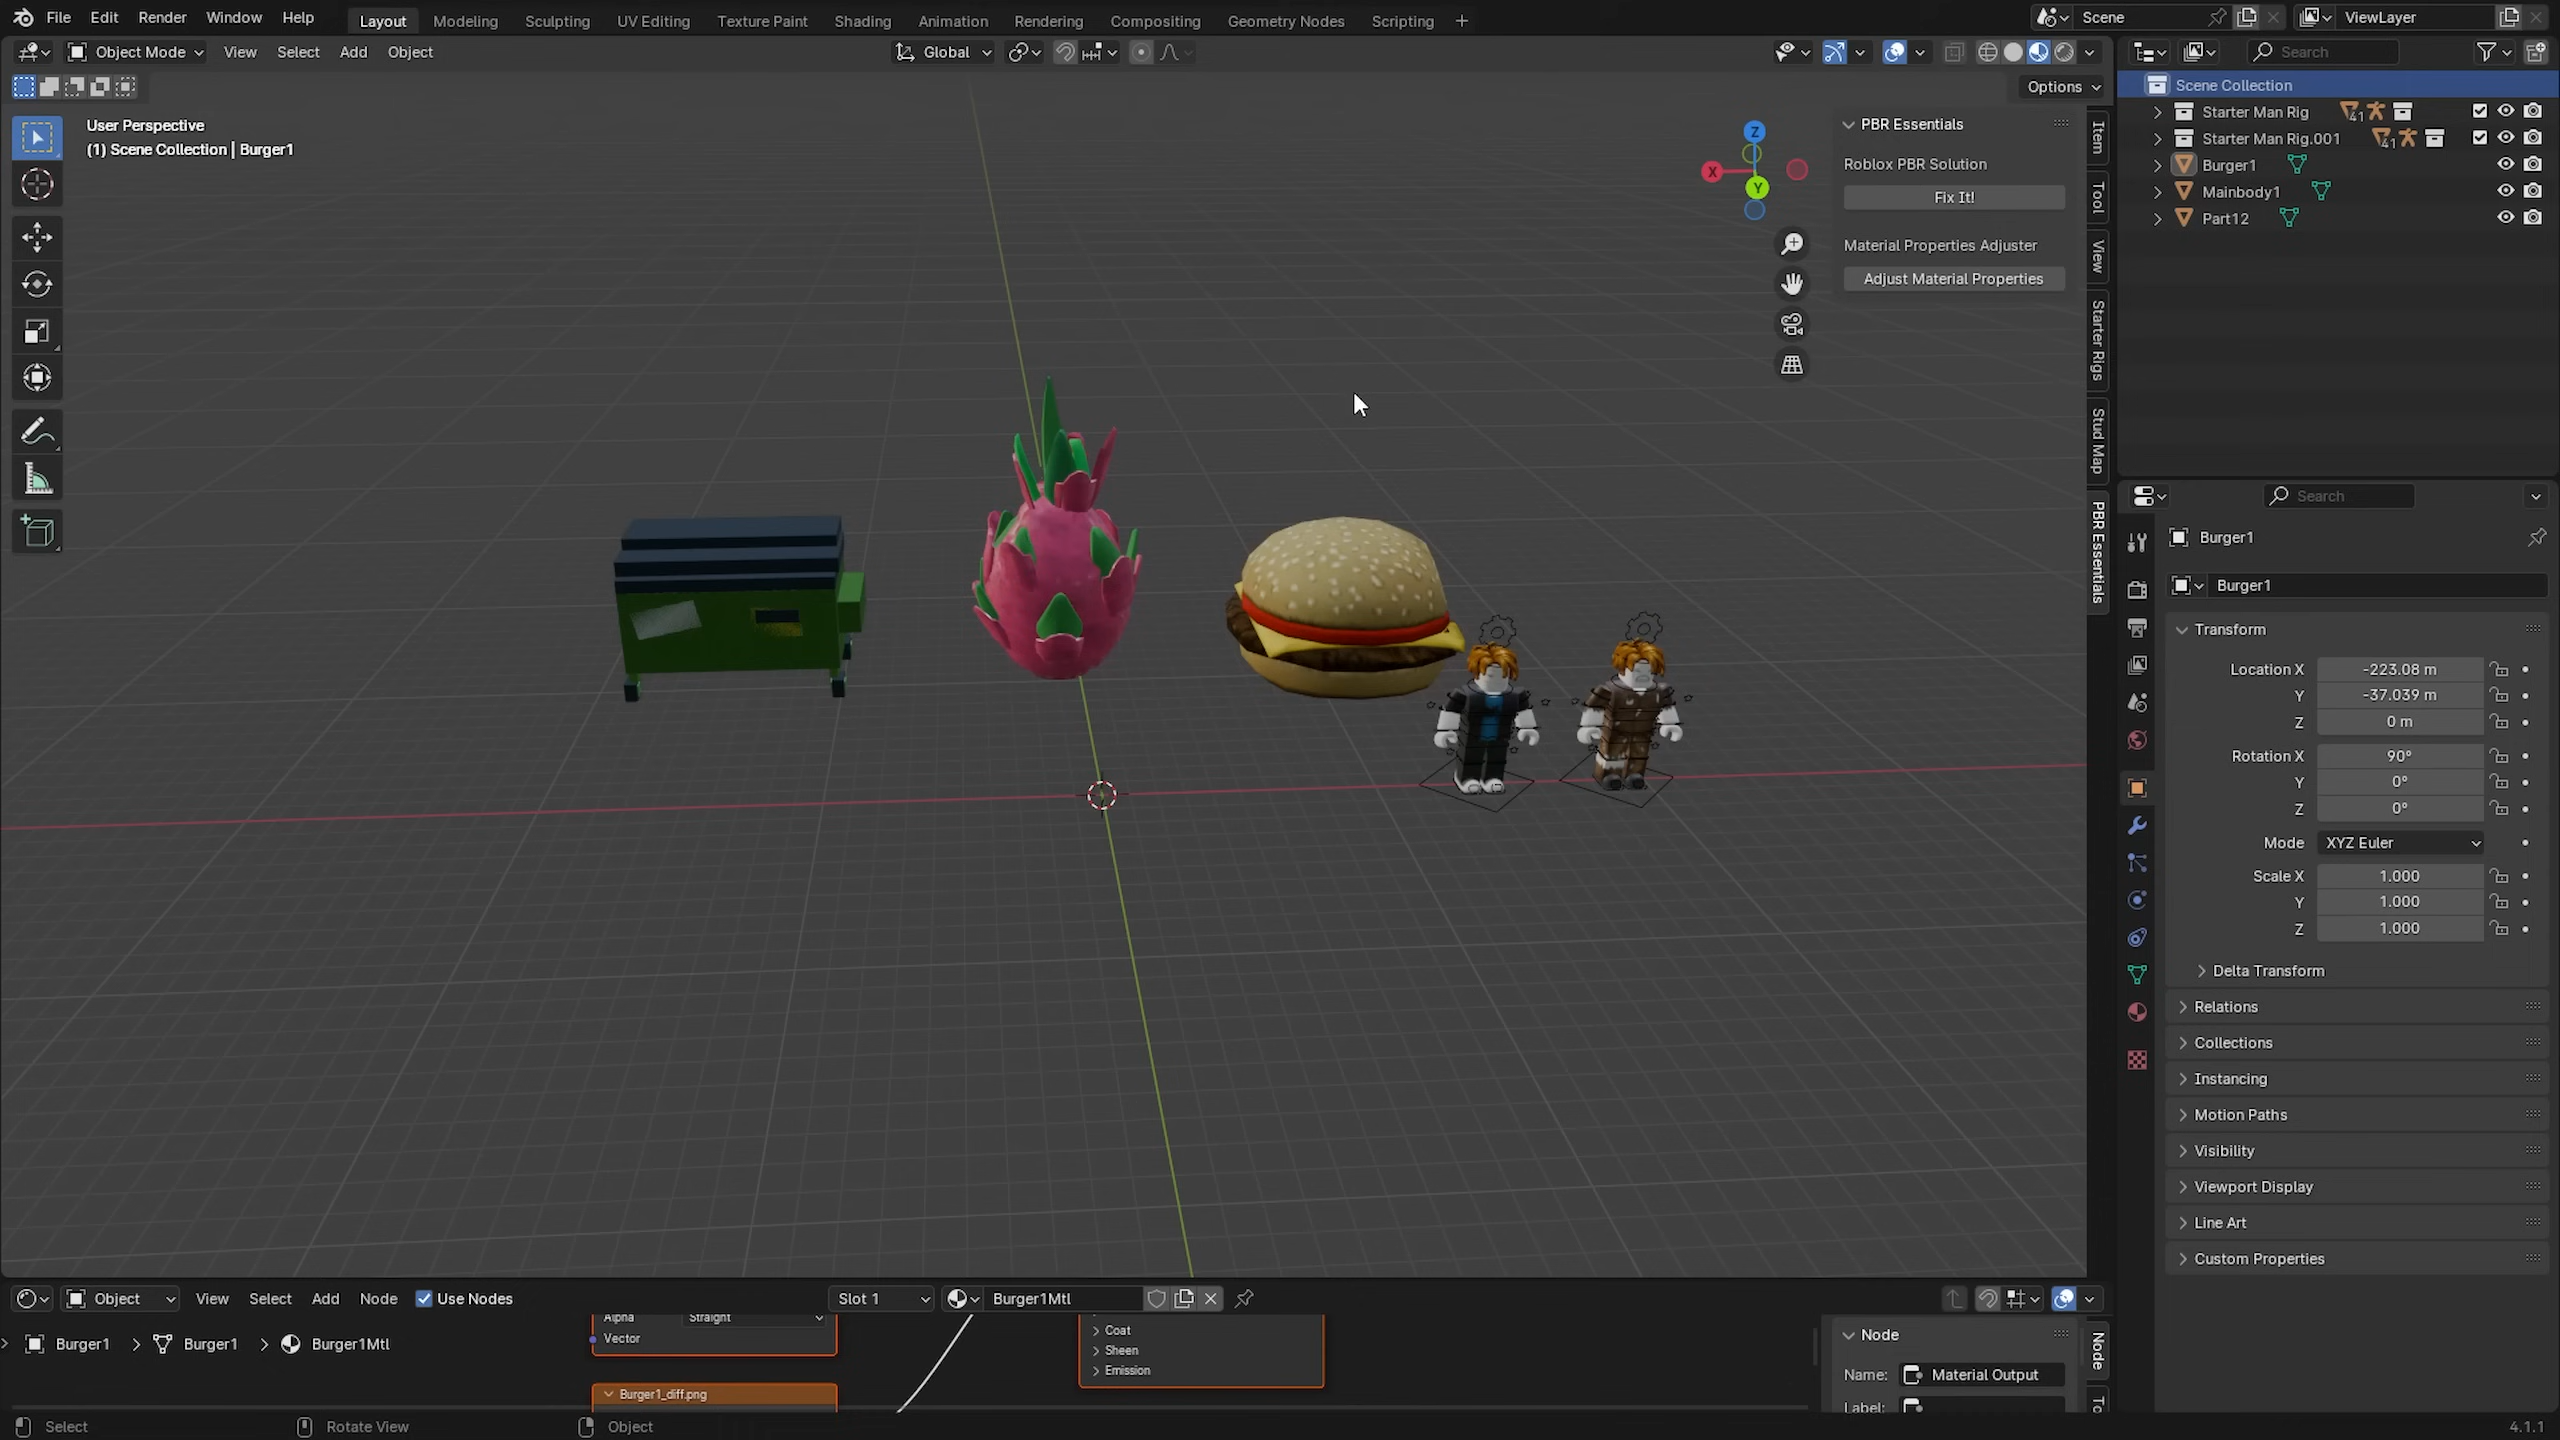 File Edit Render Window Help
Layout Modeling Sculpting UV Editing Texture Paint Shading Animation Rendering Compositing Geometry Nodes Scripting +
Scene
ViewLayer
Object Mode View Select Add Object
Global
Search
Options
User Perspective
(1) Scene Collection | Burger1
Z
X
Y
PBR Essentials
Roblox PBR Solution
Fix It!
Material Properties Adjuster
Adjust Material Properties
Item
Tool
View
Starter Rigs
Stud Map
PBR Essentials
Scene Collection
Starter Man Rig 41
Starter Man Rig.001 41
Burger1
Mainbody1
Part12
Search
Burger1
Burger1
Transform
Location X -223.08 m
Y -37.039 m
Z 0 m
Rotation X 90°
Y 0°
Z 0°
Mode XYZ Euler
Scale X 1.000
Y 1.000
Z 1.000
Delta Transform
Relations
Collections
Instancing
Motion Paths
Visibility
Viewport Display
Line Art
Custom Properties
Object View Select Add Node Use Nodes
Slot 1
Burger1Mtl
Burger1 Burger1 Burger1Mtl
Alpha Straight
Vector
Burger1_diff.png
Coat
Sheen
Emission
Node
Name: Material Output
Label:
Node
To
Select
Rotate View
Object
4.1.1